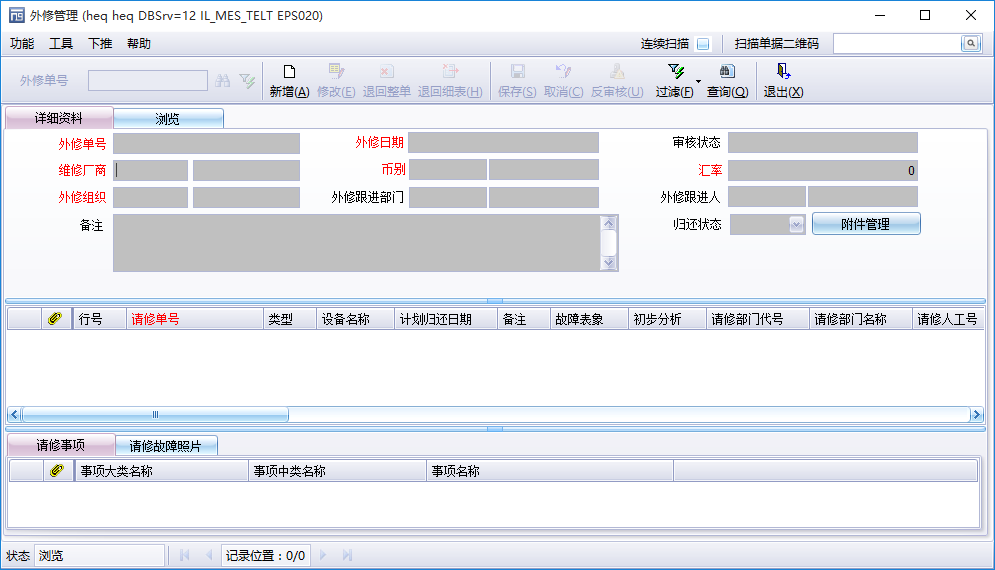 外修管理 (heq heq DBSrv=12 IL_MES_TELT EPS020)
功能 工具 下推 帮助 连续扫描 扫描单据二维码
外修单号 新增(A) 修改(E) 退回整单 退回细表(H) 保存(S) 取消(C) 反审核(U) 过滤(F) 查询(Q) 退出(X)
详细资料 浏览
外修单号 外修日期 审核状态
维修厂商 币别 汇率 0
外修组织 外修跟进部门 外修跟进人
备注 归还状态 附件管理
行号 请修单号 类型 设备名称 计划归还日期 备注 故障表象 初步分析 请修部门代号 请修部门名称 请修人工号
请修事项 请修故障照片
事项大类名称 事项中类名称 事项名称
状态 浏览 记录位置：0/0